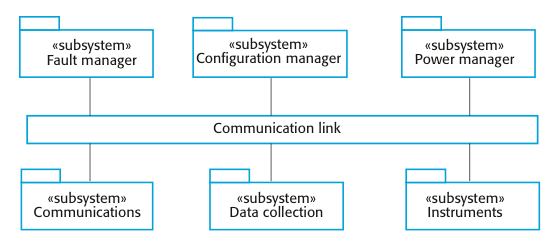 «subsystem»
Fault manager
«subsystem»
Configuration manager
«subsystem»
Power manager
Communication link
«subsystem»
Communications
«subsystem»
Data collection
«subsystem»
Instruments